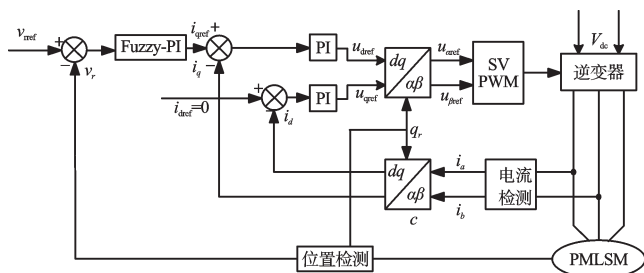 v_rref
+
−
v_r
Fuzzy-PI
i_qref
+
−
i_q
PI
u_dref
dq
αβ
u_αref
SV
PWM
V_dc
逆变器
i_dref=0
+
−
i_d
PI
u_qref
u_βref
q_r
dq
αβ
c
i_a
i_b
电流
检测
位置检测
PMLSM